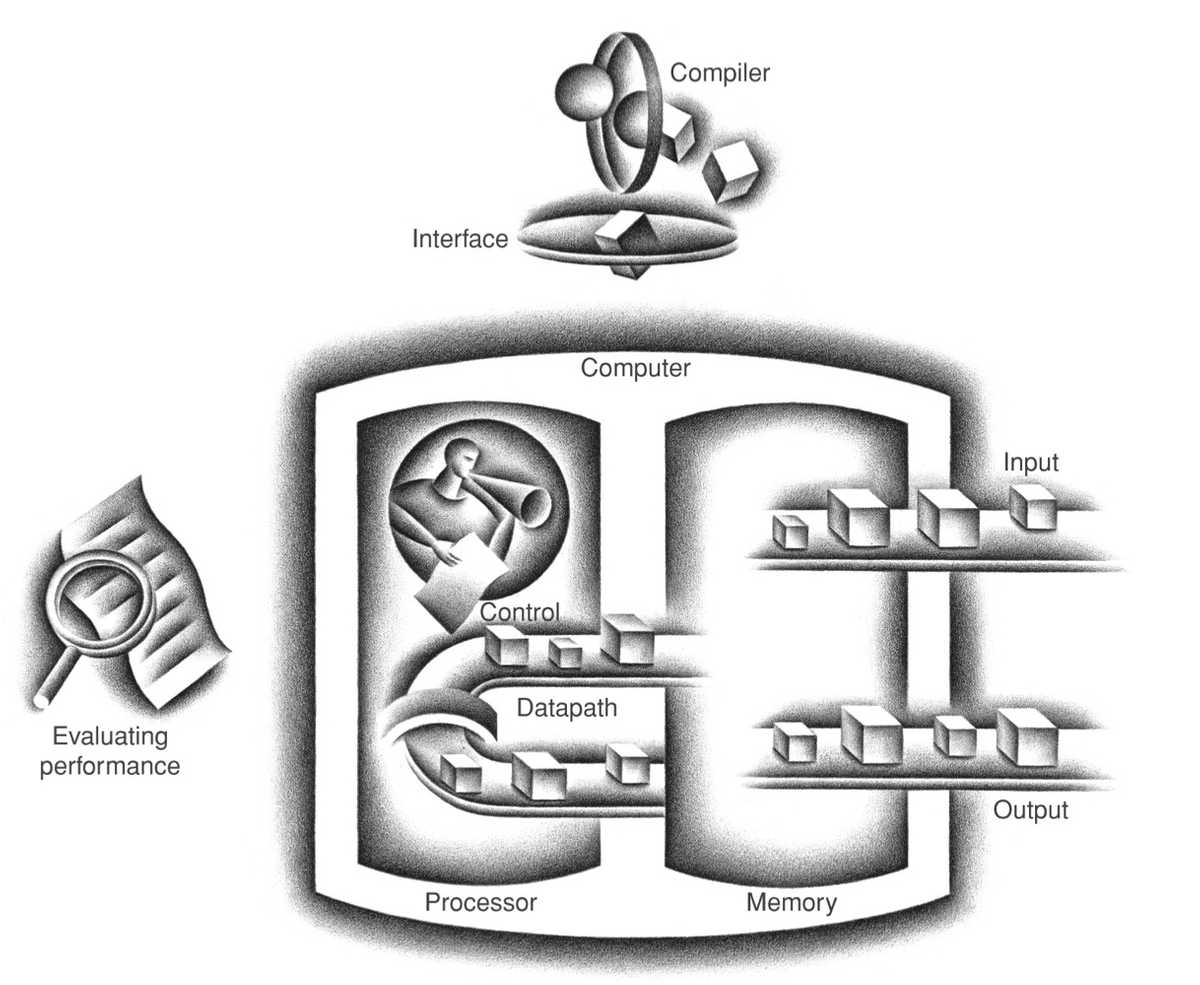 Compiler
Interface
Computer
Input
Control
Datapath
Evaluating
performance
Output
Processor
Memory